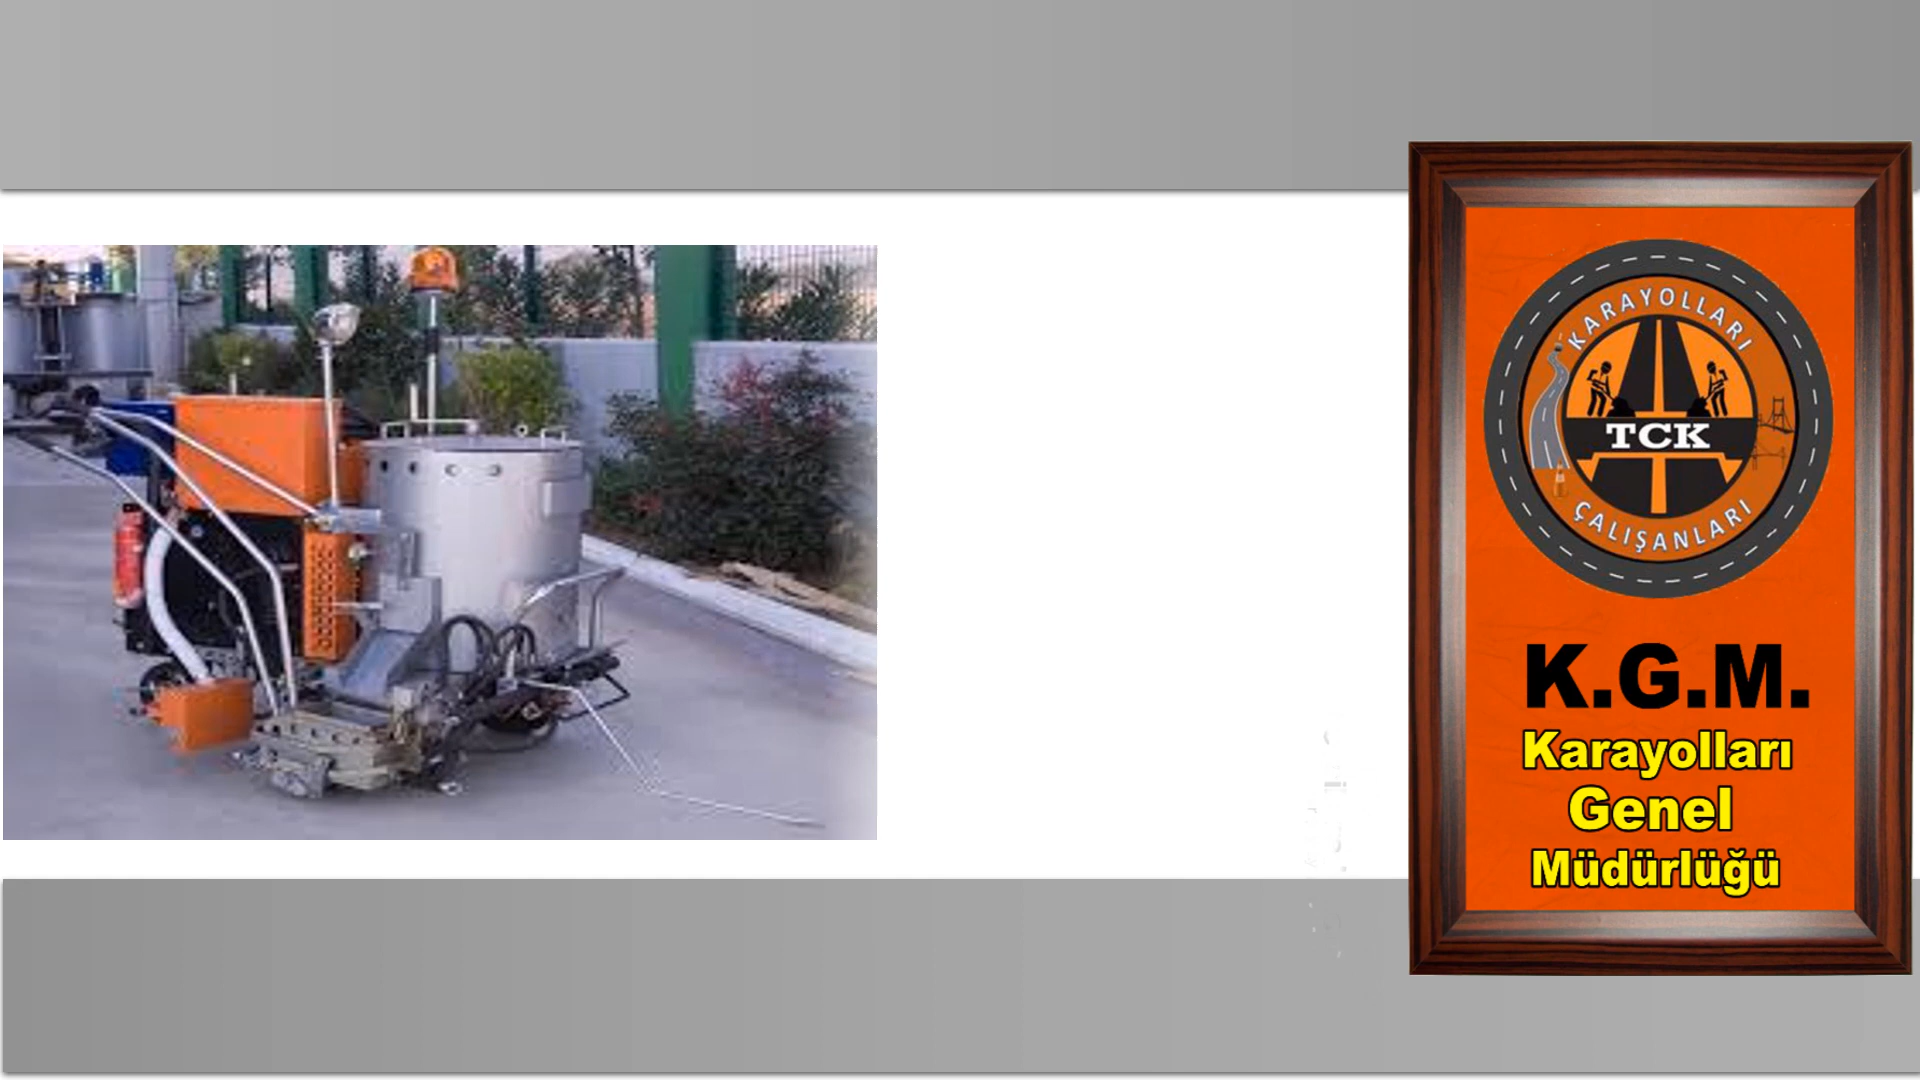 KARAYOLLARI
TCK
ÇALIŞANLARI
K.G.M.
Karayolları
Genel
Müdürlüğü